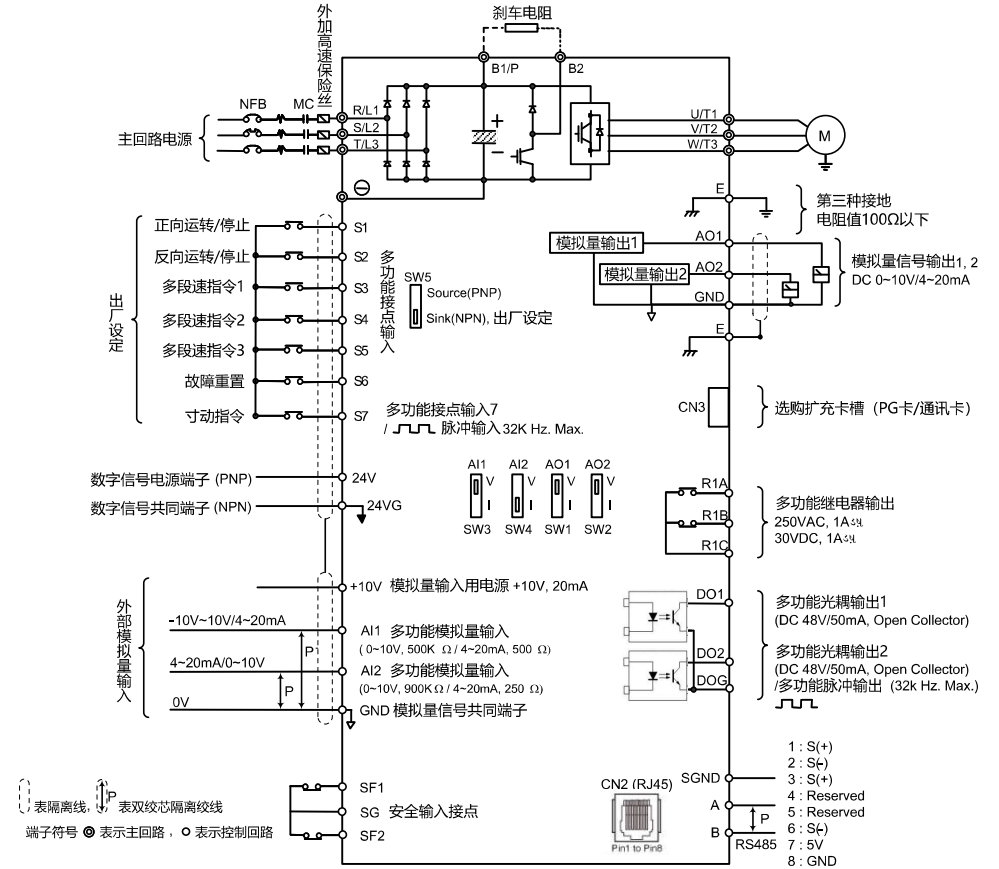 刹车电阻
外加高速保险丝
B1/P
B2
NFB
MC
主回路电源
R/L1
S/L2
T/L3
U/T1
V/T2
W/T3
M
E
第三种接地
电阻值100Ω以下
出厂设定
正向运转/停止
反向运转/停止
多段速指令1
多段速指令2
多段速指令3
故障重置
寸动指令
S1
S2
S3
S4
S5
S6
S7
多功能接点输入
SW5
Source(PNP)
Sink(NPN), 出厂设定
多功能接点输入7
/ 脉冲输入 32K Hz. Max.
模拟量输出1
模拟量输出2
AO1
AO2
GND
E
模拟量信号输出1, 2
DC 0~10V/4~20mA
CN3
选购扩充卡槽 (PG卡/通讯卡)
数字信号电源端子 (PNP)
24V
数字信号共同端子 (NPN)
24VG
AI1
AI2
AO1
AO2
V
V
V
V
I
I
I
I
SW3
SW4
SW1
SW2
R1A
R1B
R1C
多功能继电器输出
250VAC, 1A
30VDC, 1A
外部模拟量输入
+10V 模拟量输入用电源 +10V, 20mA
-10V~10V/4~20mA
AI1 多功能模拟量输入
( 0~10V, 500K Ω / 4~20mA, 500 Ω)
P
4~20mA/0~10V
AI2 多功能模拟量输入
(0~10V, 900K Ω / 4~20mA, 250 Ω)
P
0V
GND 模拟量信号共同端子
DO1
多功能光耦输出1
(DC 48V/50mA, Open Collector)
DO2
DOG
多功能光耦输出2
(DC 48V/50mA, Open Collector)
/多功能脉冲输出 (32k Hz. Max.)
SF1
SG 安全输入接点
SF2
表隔离线,
P
表双绞芯隔离绞线
端子符号 ◎ 表示主回路 , ○ 表示控制回路
CN2 (RJ45)
Pin1 to Pin8
SGND
A
B
P
RS485
1 : S(+)
2 : S(-)
3 : S(+)
4 : Reserved
5 : Reserved
6 : S(-)
7 : 5V
8 : GND